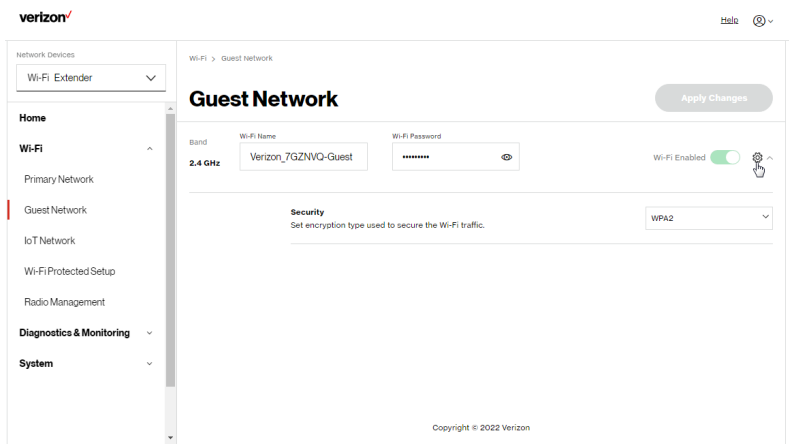 verizon
Help
Network Devices
Wi-Fi Extender
Home
Wi-Fi
Primary Network
Guest Network
IoT Network
Wi-Fi Protected Setup
Radio Management
Diagnostics & Monitoring
System
Wi-Fi > Guest Network
Guest Network
Apply Changes
Band
2.4 GHz
Wi-Fi Name
Verizon_7GZNVQ-Guest
Wi-Fi Password
•••••••••
Wi-Fi Enabled
Security
Set encryption type used to secure the Wi-Fi traffic.
WPA2
Copyright © 2022 Verizon